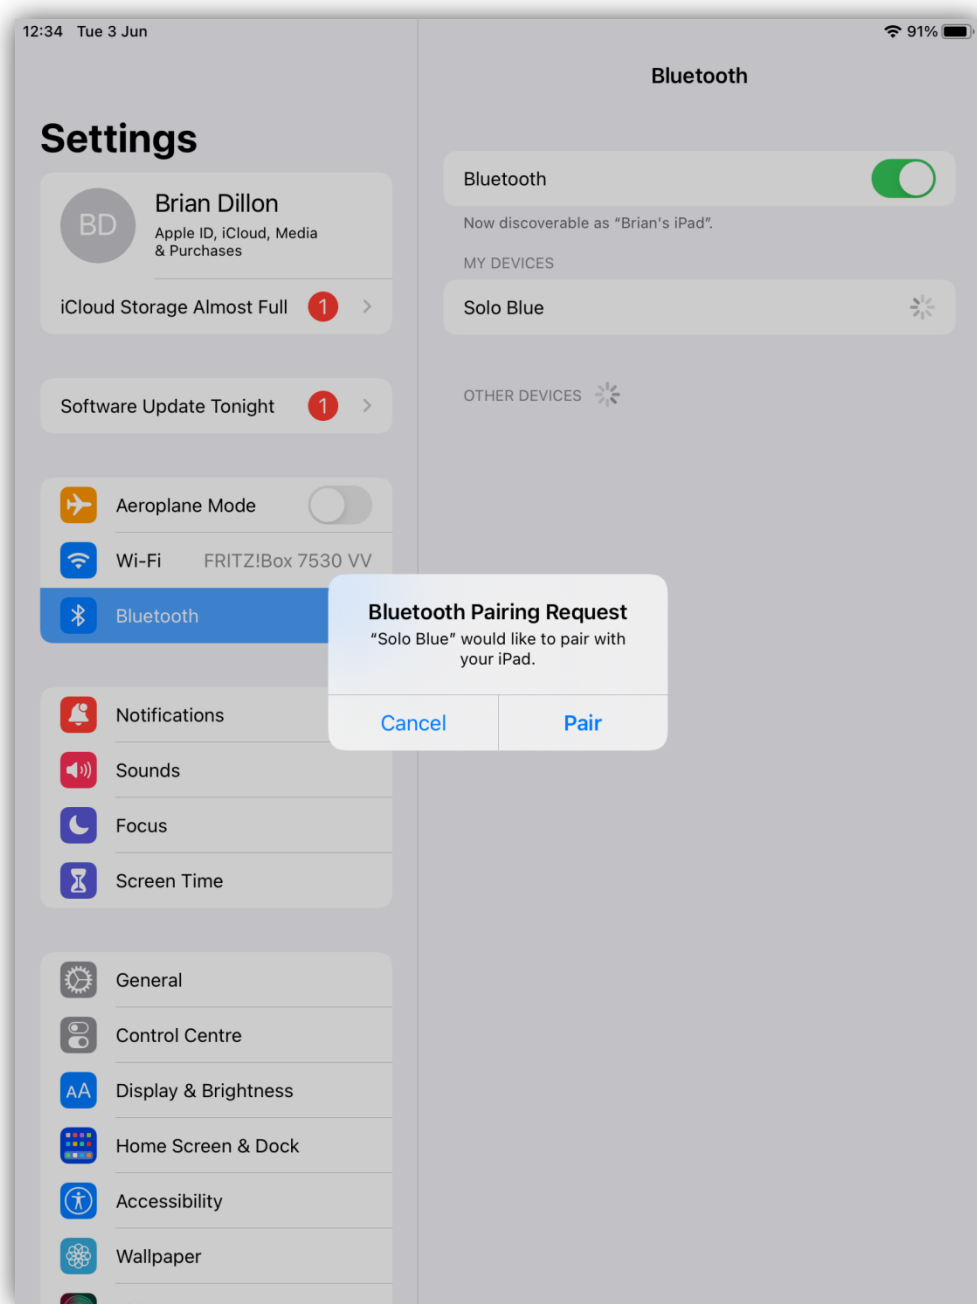 12:34 Tue 3 Jun
91%
Settings
BD
Brian Dillon
Apple ID, iCloud, Media
& Purchases
iCloud Storage Almost Full 1
Software Update Tonight 1
Aeroplane Mode
Wi-Fi FRITZ!Box 7530 VV
Bluetooth
Notifications
Sounds
Focus
Screen Time
General
Control Centre
AA Display & Brightness
Home Screen & Dock
Accessibility
Wallpaper
Bluetooth
Bluetooth
Now discoverable as “Brian's iPad”.
MY DEVICES
Solo Blue
OTHER DEVICES
Bluetooth Pairing Request
“Solo Blue” would like to pair with
your iPad.
Cancel Pair